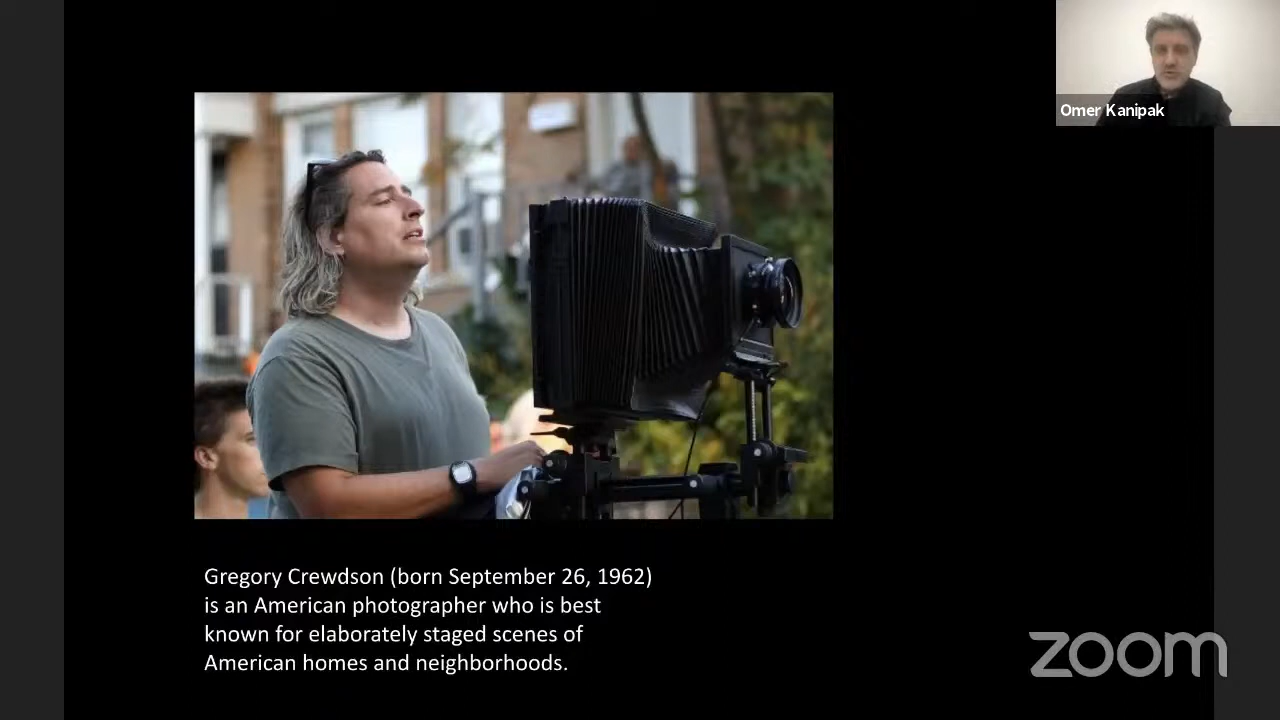 Omer Kanipak
Gregory Crewdson (born September 26, 1962)
is an American photographer who is best
known for elaborately staged scenes of
American homes and neighborhoods.
zoom